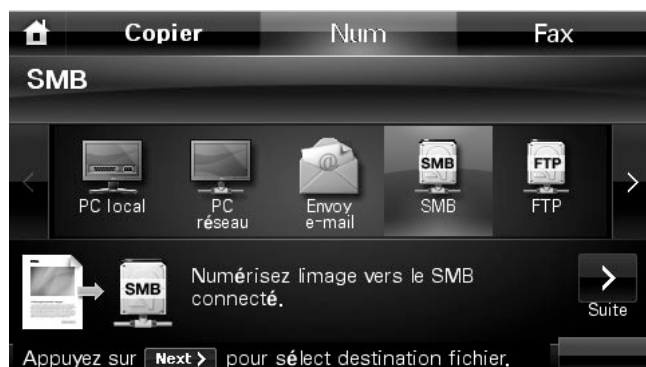 Copier Num Fax
SMB
SMB FTP
PC local PC réseau Envoy e-mail SMB FTP
SMB
Numérisez limage vers le SMB
connecté.
Suite
Appuyez sur Next > pour sélect destination fichier.